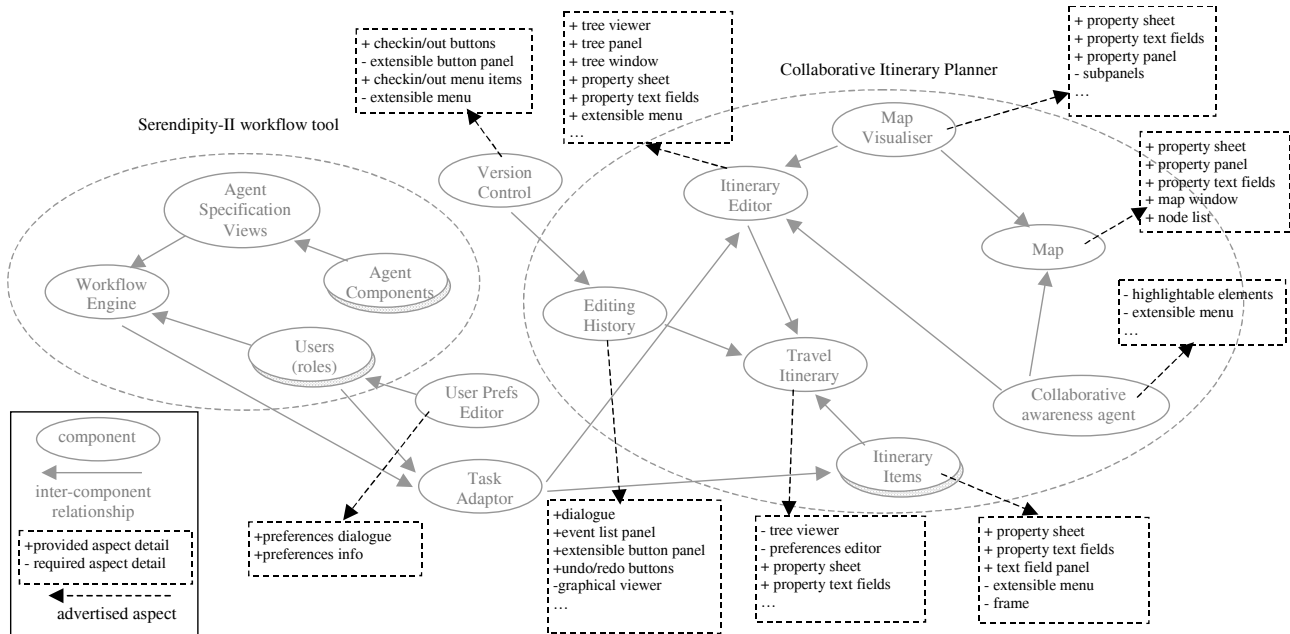 + checkin/out buttons
- extensible button panel
+ checkin/out menu items
- extensible menu
+ tree viewer
+ tree panel
+ tree window
+ property sheet
+ property text fields
+ extensible menu
…
+ property sheet
+ property text fields
+ property panel
- subpanels
…
Collaborative Itinerary Planner
Serendipity-II workflow tool
Map
Visualiser
+ property sheet
+ property panel
+ property text fields
+ map window
+ node list
Version
Control
Itinerary
Editor
Agent
Specification
Views
Map
Agent
Components
Workflow
Engine
- highlightable elements
- extensible menu
…
Editing
History
Users
(roles)
Travel
Itinerary
User Prefs
Editor
Collaborative
awareness agent
component
inter-component
relationship
+provided aspect detail
- required aspect detail
advertised aspect
Task
Adaptor
Itinerary
Items
+preferences dialogue
+preferences info
+dialogue
+event list panel
+extensible button panel
+undo/redo buttons
-graphical viewer
…
- tree viewer
- preferences editor
+ property sheet
+ property text fields
…
+ property sheet
+ property text fields
+ text field panel
- extensible menu
- frame